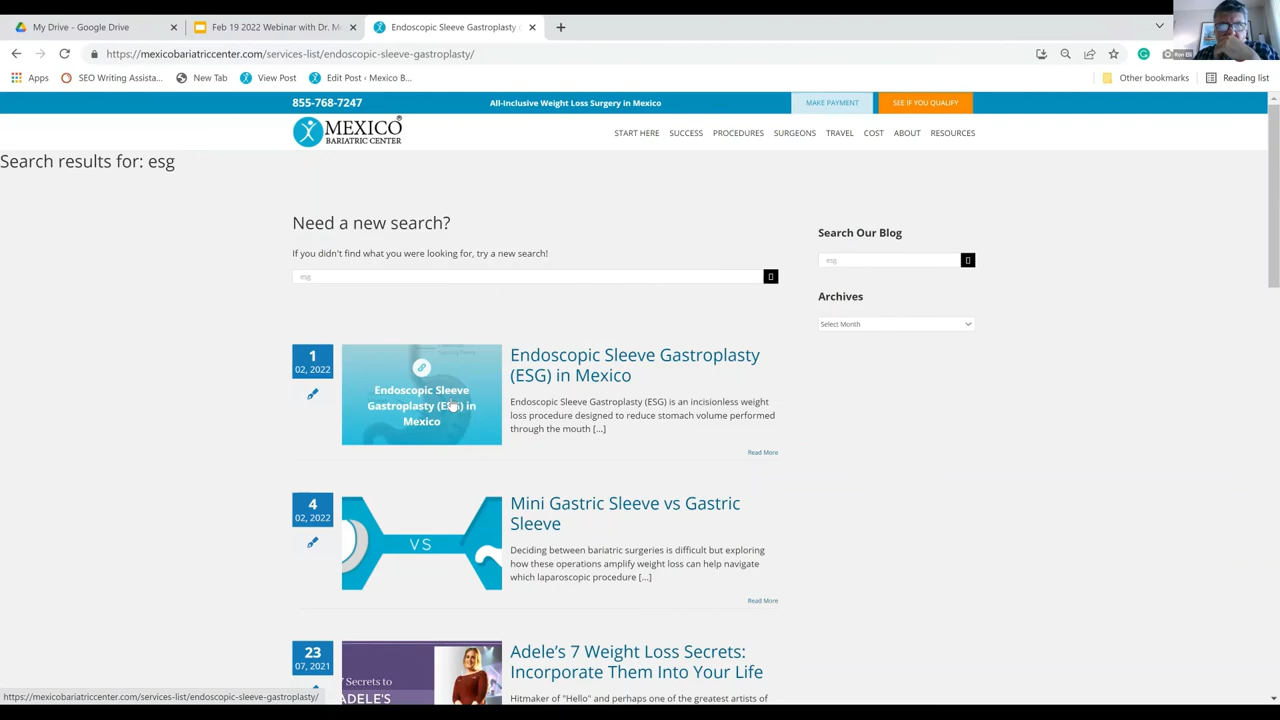 My Drive - Google Drive
Feb 19 2022 Webinar with Dr. M
Endoscopic Sleeve Gastroplasty (
https://mexicobariatriccenter.com/services-list/endoscopic-sleeve-gastroplasty/
Ron Eli
Apps
SEO Writing Assista...
New Tab
View Post
Edit Post ‹ Mexico B...
Other bookmarks
Reading list
855-768-7247
All-Inclusive Weight Loss Surgery in Mexico
MAKE PAYMENT
SEE IF YOU QUALIFY
MEXICO
BARIATRIC CENTER
®
START HERE SUCCESS PROCEDURES SURGEONS TRAVEL COST ABOUT RESOURCES
Search results for: esg
Need a new search?
If you didn't find what you were looking for, try a new search!
esg
Search Our Blog
esg
Archives
Select Month
1
02, 2022
Endoscopic Sleeve
Gastroplasty (ESG) in
Mexico
Endoscopic Sleeve Gastroplasty
(ESG) in Mexico
Endoscopic Sleeve Gastroplasty (ESG) is an incisionless weight
loss procedure designed to reduce stomach volume performed
through the mouth [...]
Read More
4
02, 2022
VS
Mini Gastric Sleeve vs Gastric
Sleeve
Deciding between bariatric surgeries is difficult but exploring
how these operations amplify weight loss can help navigate
which laparoscopic procedure [...]
Read More
23
07, 2021
7 Secrets to
ADELE'S
Adele's 7 Weight Loss Secrets:
Incorporate Them Into Your Life
Hitmaker of "Hello" and perhaps one of the greatest artists of
https://mexicobariatriccenter.com/services-list/endoscopic-sleeve-gastroplasty/